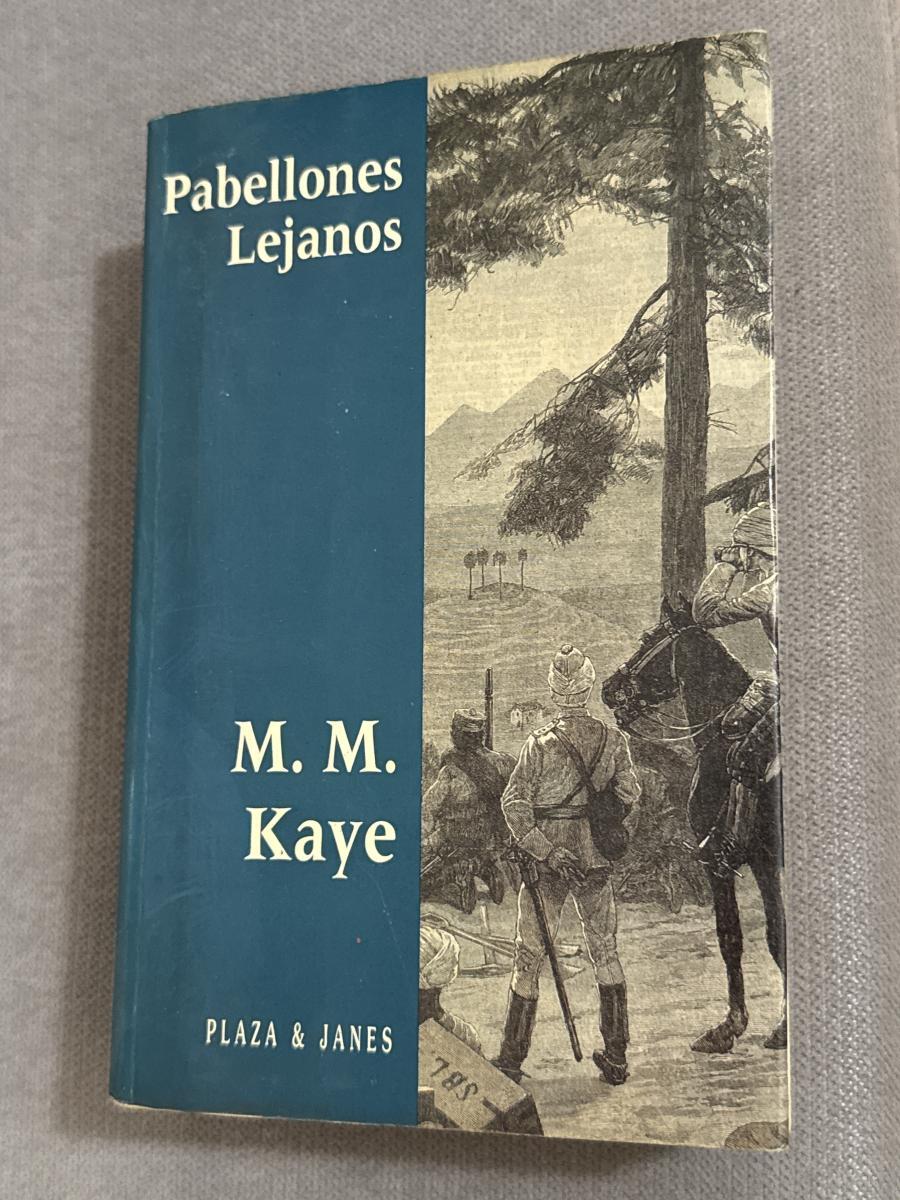 Pabellones
Lejanos
M. M.
Kaye
PLAZA & JANES